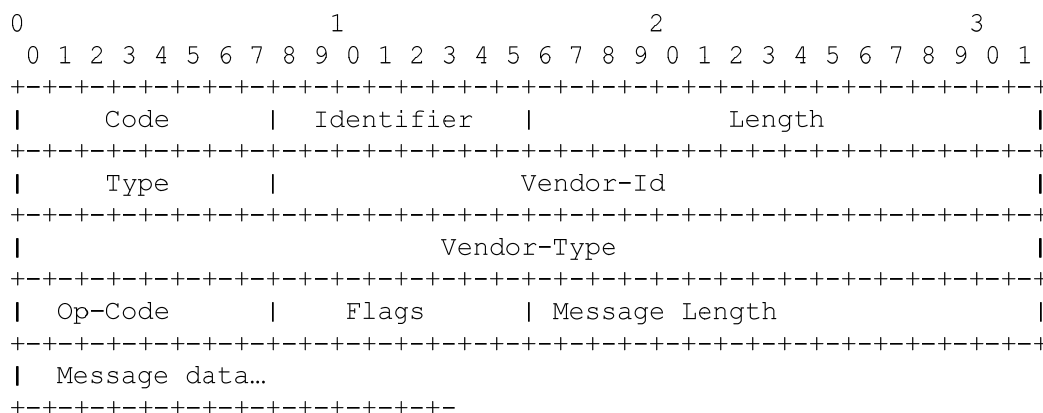 0                   1                   2                   3
 0 1 2 3 4 5 6 7 8 9 0 1 2 3 4 5 6 7 8 9 0 1 2 3 4 5 6 7 8 9 0 1
+-+-+-+-+-+-+-+-+-+-+-+-+-+-+-+-+-+-+-+-+-+-+-+-+-+-+-+-+-+-+-+-+
|     Code      |  Identifier   |            Length             |
+-+-+-+-+-+-+-+-+-+-+-+-+-+-+-+-+-+-+-+-+-+-+-+-+-+-+-+-+-+-+-+-+
|     Type      |               Vendor-Id                       |
+-+-+-+-+-+-+-+-+-+-+-+-+-+-+-+-+-+-+-+-+-+-+-+-+-+-+-+-+-+-+-+-+
|                          Vendor-Type                          |
+-+-+-+-+-+-+-+-+-+-+-+-+-+-+-+-+-+-+-+-+-+-+-+-+-+-+-+-+-+-+-+-+
|  Op-Code      |    Flags      | Message Length                |
+-+-+-+-+-+-+-+-+-+-+-+-+-+-+-+-+-+-+-+-+-+-+-+-+-+-+-+-+-+-+-+-+
|  Message data…
+-+-+-+-+-+-+-+-+-+-+-+-+-+-